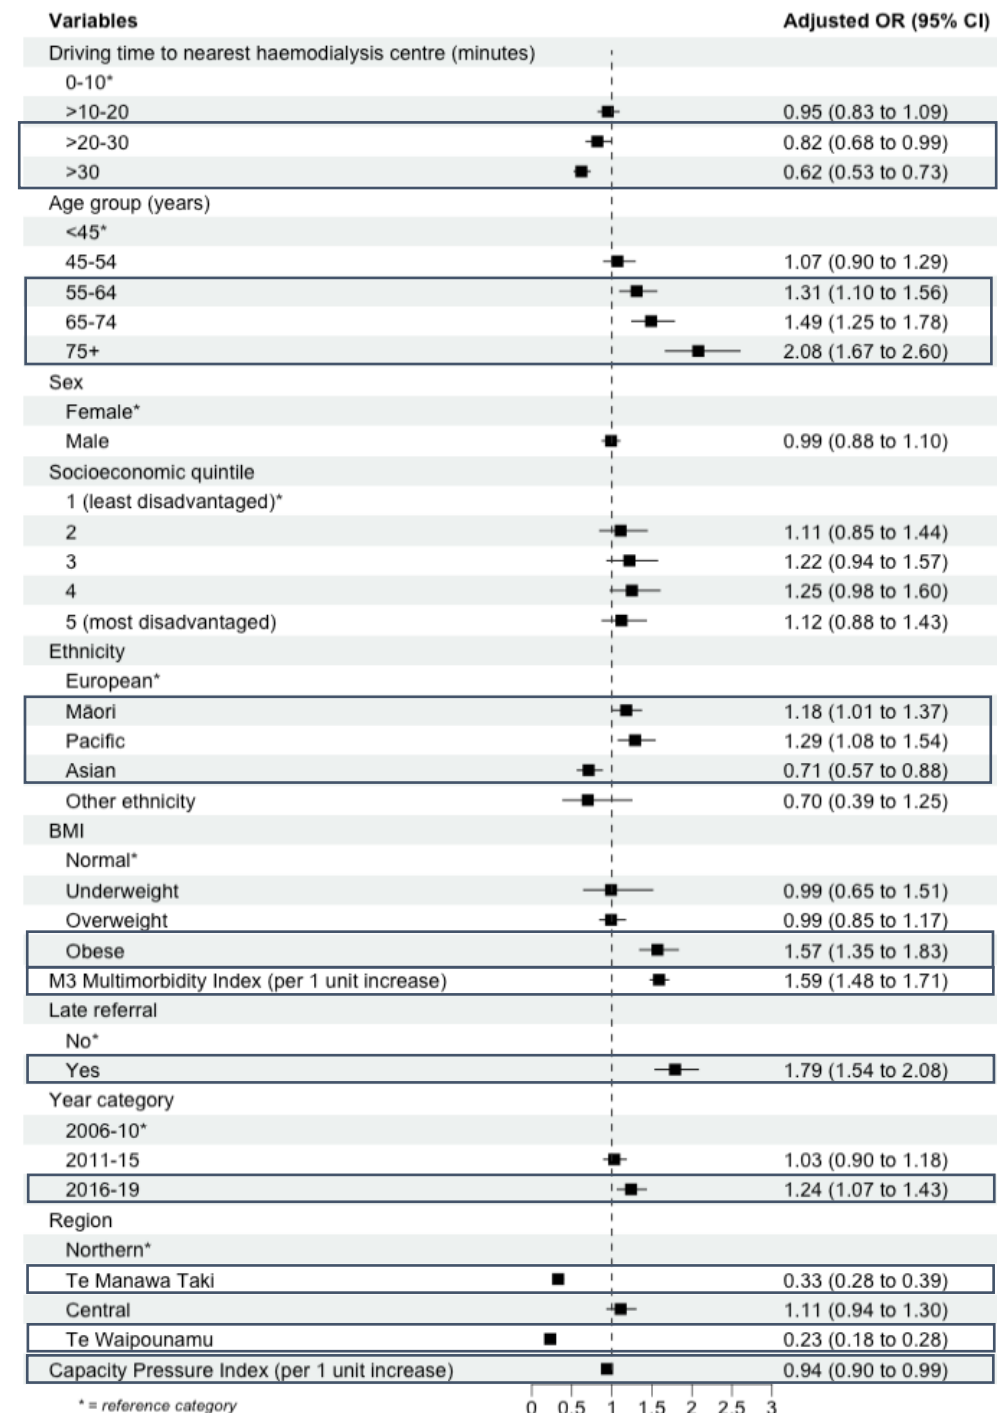 Variables Adjusted OR (95% CI)
Driving time to nearest haemodialysis centre (minutes)
0-10*
>10-20 0.95 (0.83 to 1.09)
>20-30 0.82 (0.68 to 0.99)
>30 0.62 (0.53 to 0.73)
Age group (years)
<45*
45-54 1.07 (0.90 to 1.29)
55-64 1.31 (1.10 to 1.56)
65-74 1.49 (1.25 to 1.78)
75+ 2.08 (1.67 to 2.60)
Sex
Female*
Male 0.99 (0.88 to 1.10)
Socioeconomic quintile
1 (least disadvantaged)*
2 1.11 (0.85 to 1.44)
3 1.22 (0.94 to 1.57)
4 1.25 (0.98 to 1.60)
5 (most disadvantaged) 1.12 (0.88 to 1.43)
Ethnicity
European*
Māori 1.18 (1.01 to 1.37)
Pacific 1.29 (1.08 to 1.54)
Asian 0.71 (0.57 to 0.88)
Other ethnicity 0.70 (0.39 to 1.25)
BMI
Normal*
Underweight 0.99 (0.65 to 1.51)
Overweight 0.99 (0.85 to 1.17)
Obese 1.57 (1.35 to 1.83)
M3 Multimorbidity Index (per 1 unit increase) 1.59 (1.48 to 1.71)
Late referral
No*
Yes 1.79 (1.54 to 2.08)
Year category
2006-10*
2011-15 1.03 (0.90 to 1.18)
2016-19 1.24 (1.07 to 1.43)
Region
Northern*
Te Manawa Taki 0.33 (0.28 to 0.39)
Central 1.11 (0.94 to 1.30)
Te Waipounamu 0.23 (0.18 to 0.28)
Capacity Pressure Index (per 1 unit increase) 0.94 (0.90 to 0.99)
* = reference category 0 0.5 1 1.5 2 2.5 3